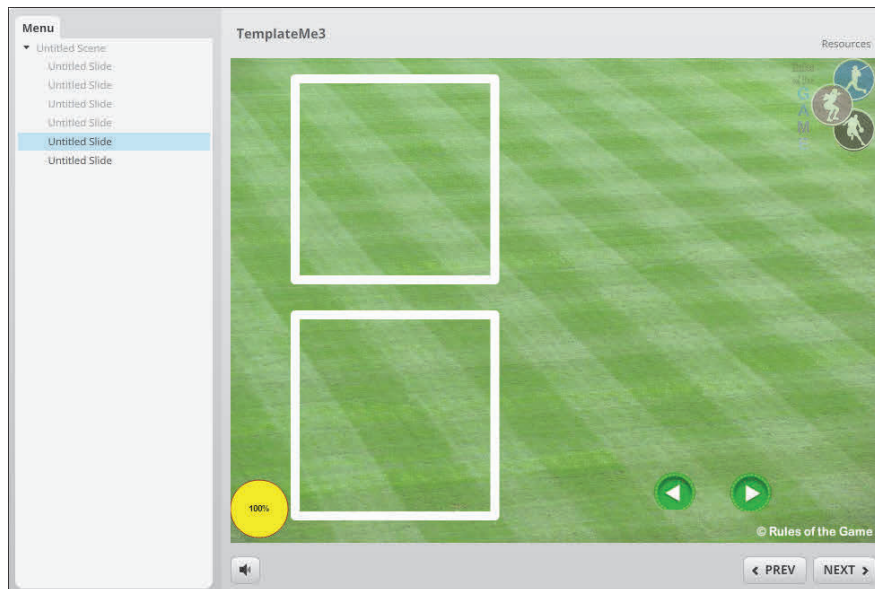 Menu
TemplateMe3
Resources
Untitled Scene
Untitled Slide
Untitled Slide
Untitled Slide
Untitled Slide
Untitled Slide
Untitled Slide
100%
© Rules of the Game
PREV
NEXT